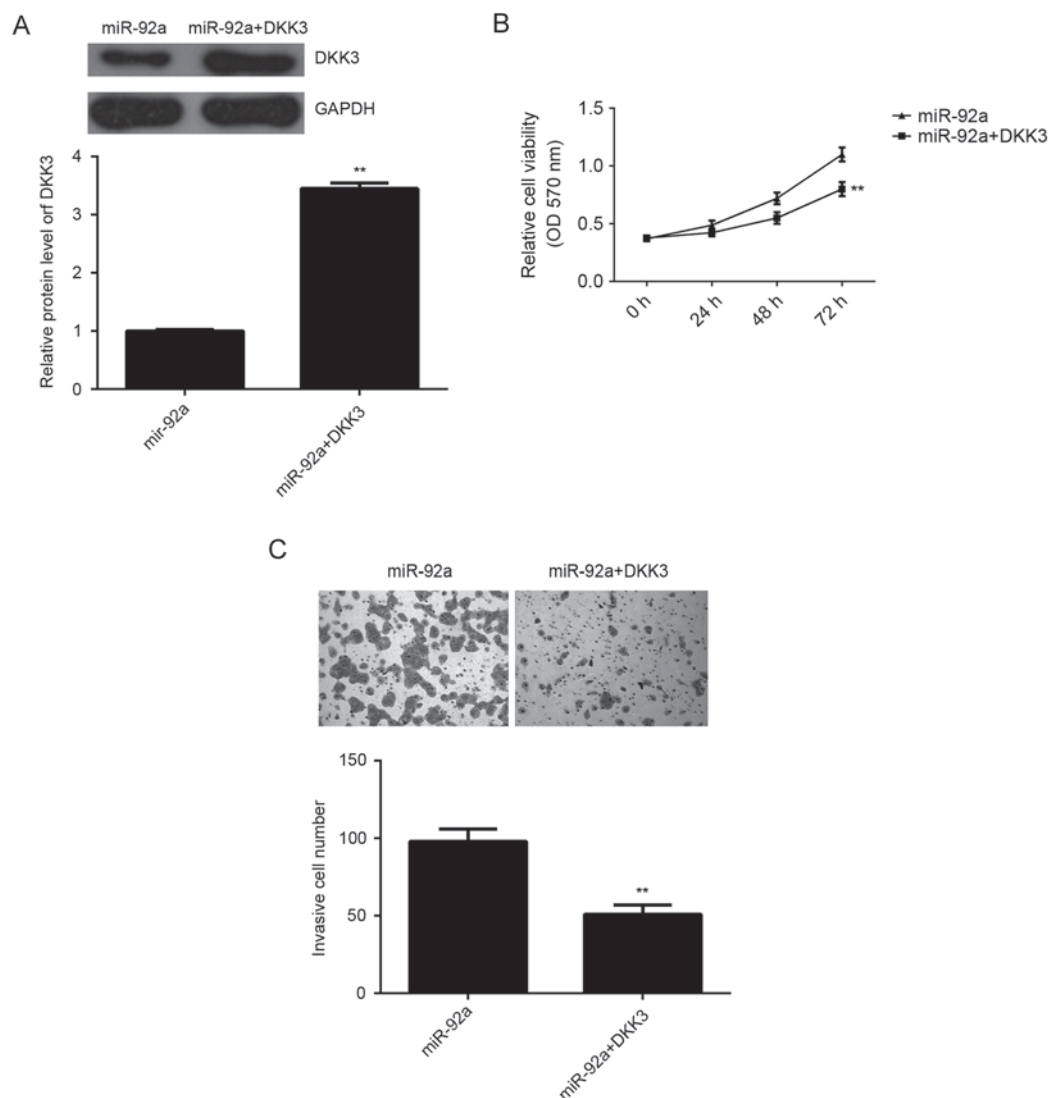 A
miR-92a miR-92a+DKK3
DKK3
GAPDH
Relative protein level orf DKK3
4
3
2
1
0
**
mir-92a
miR-92a+DKK3
B
Relative cell viability
(OD 570 nm)
1.5
1.0
0.5
0.0
miR-92a
miR-92a+DKK3
**
0 h
24 h
48 h
72 h
C
miR-92a miR-92a+DKK3
Invasive cell number
150
100
50
0
**
miR-92a
miR-92a+DKK3